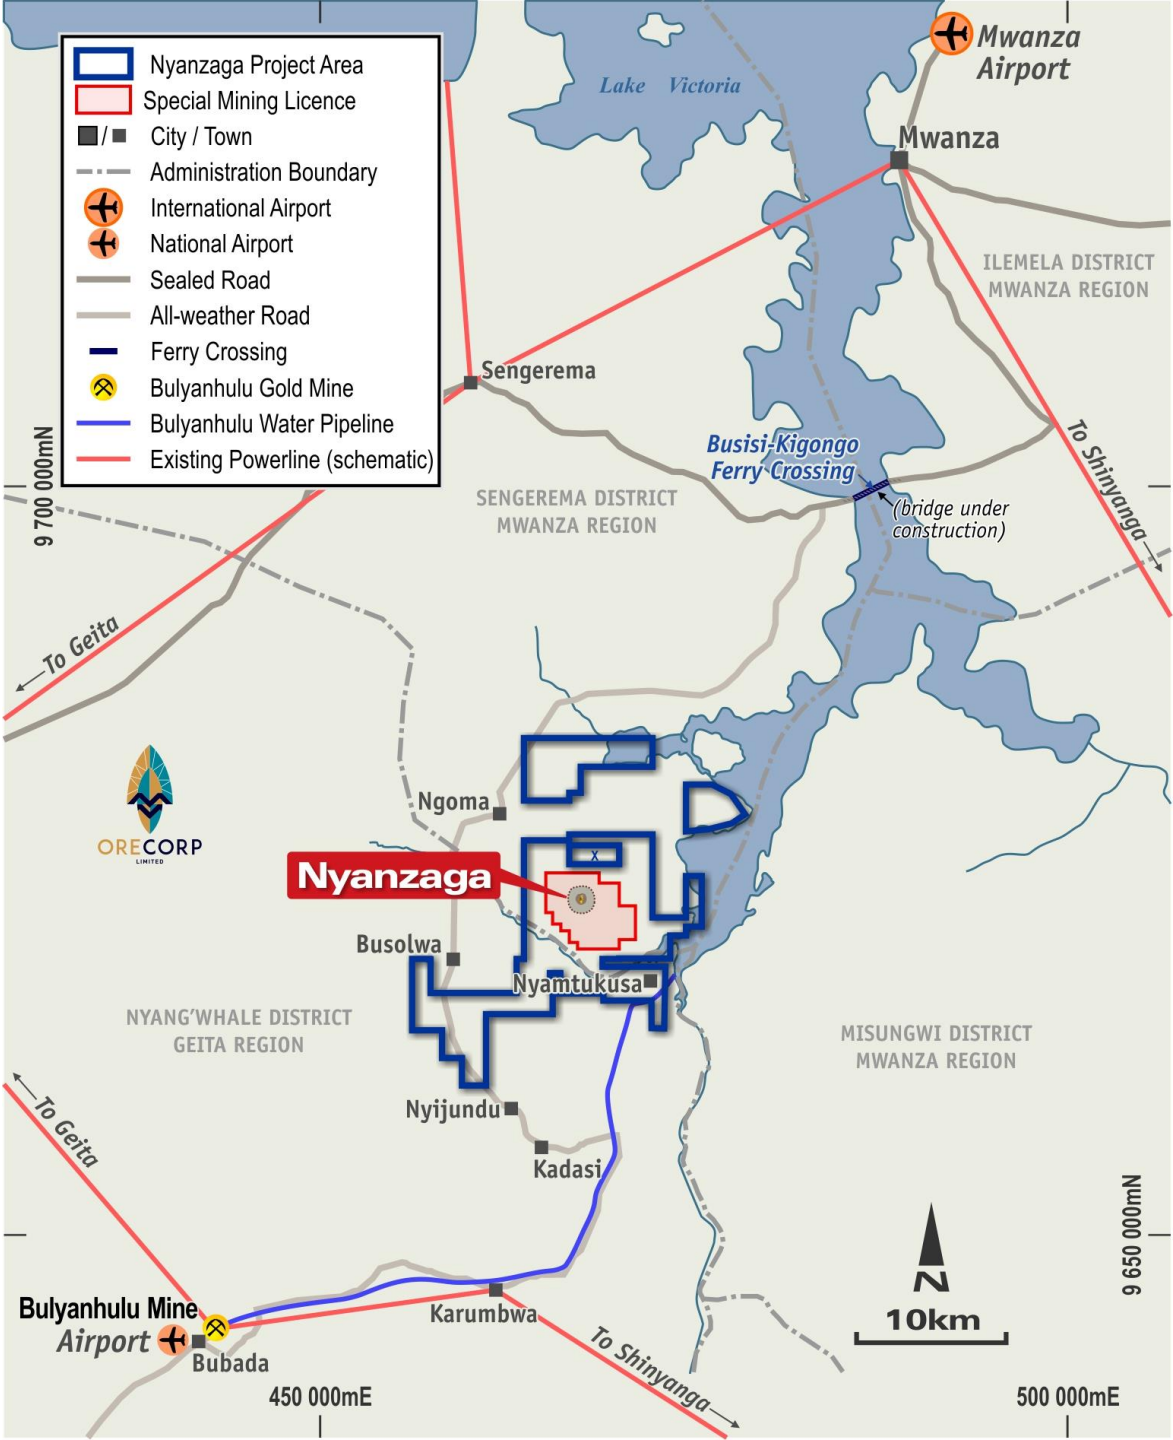 Nyanzaga Project Area
Special Mining Licence
/ City / Town
Administration Boundary
International Airport
National Airport
Sealed Road
All-weather Road
Ferry Crossing
Bulyanhulu Gold Mine
Bulyanhulu Water Pipeline
Existing Powerline (schematic)
Lake Victoria
Mwanza
Airport
Mwanza
ILEMELA DISTRICT
MWANZA REGION
Sengerema
Busisi-Kigongo
Ferry Crossing
(bridge under
construction)
To Shinyanga
SENGEREMA DISTRICT
MWANZA REGION
9 700 000mN
To Geita
ORECORP
LIMITED
Ngoma
X
Nyanzaga
Busolwa
Nyamtukusa
NYANG'WHALE DISTRICT
GEITA REGION
MISUNGWI DISTRICT
MWANZA REGION
To Geita
Nyijundu
Kadasi
9 650 000mN
N
10km
Bulyanhulu Mine
Airport
Bubada
Karumbwa
To Shinyanga
450 000mE
500 000mE